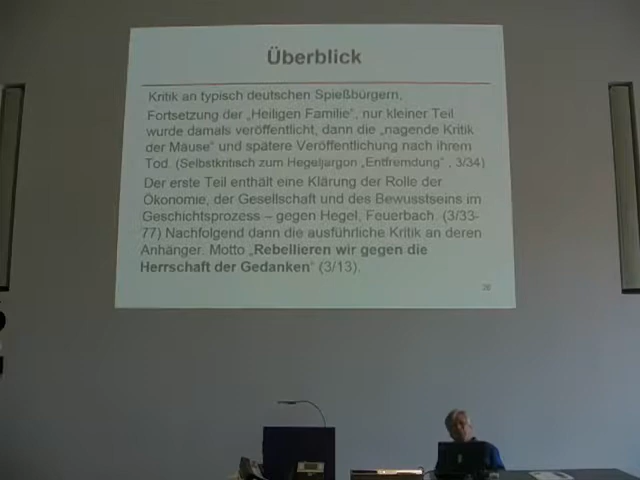 Überblick
Kritik an typisch deutschen Spießbürgern,
Fortsetzung der „Heiligen Familie", nur kleiner Teil
wurde damals veröffentlicht, dann die „nagende Kritik
der Mäuse" und spätere Veröffentlichung nach ihrem
Tod. (Selbstkritisch zum Hegeljargon „Entfremdung" , 3/34)
Der erste Teil enthält eine Klärung der Rolle der
Ökonomie, der Gesellschaft und des Bewusstseins im
Geschichtsprozess – gegen Hegel, Feuerbach. (3/33-
77) Nachfolgend dann die ausführliche Kritik an deren
Anhänger. Motto „Rebellieren wir gegen die
Herrschaft der Gedanken" (3/13).